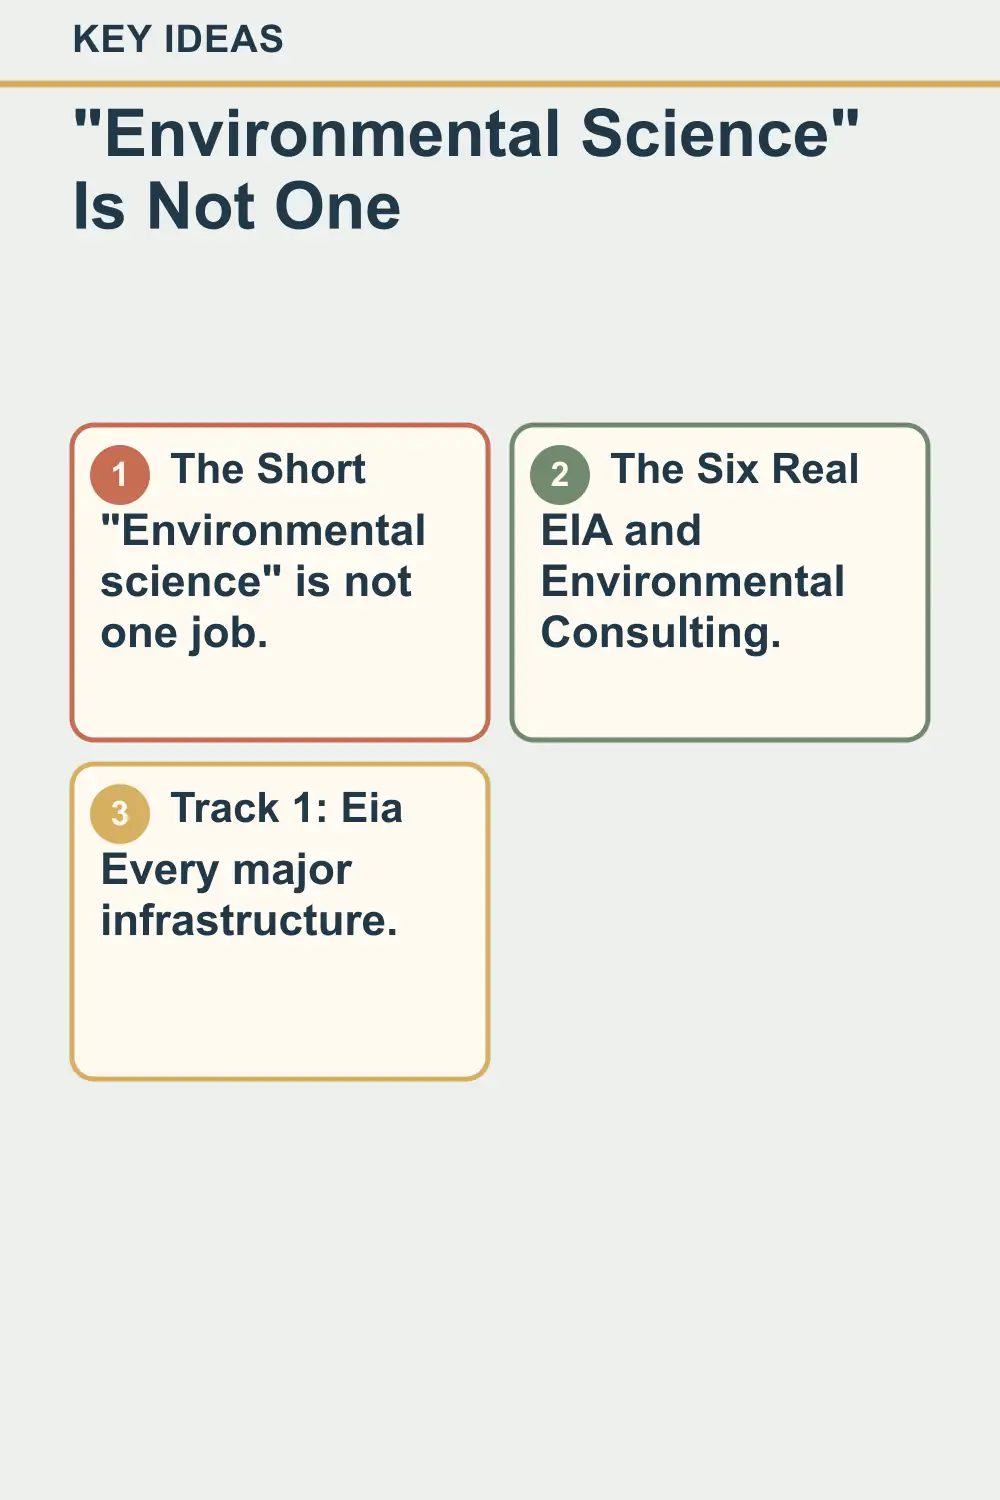 KEY IDEAS
"Environmental Science"
Is Not One
1 The Short
"Environmental
science" is not
one job.
2 The Six Real
EIA and
Environmental
Consulting.
3 Track 1: Eia
Every major
infrastructure.